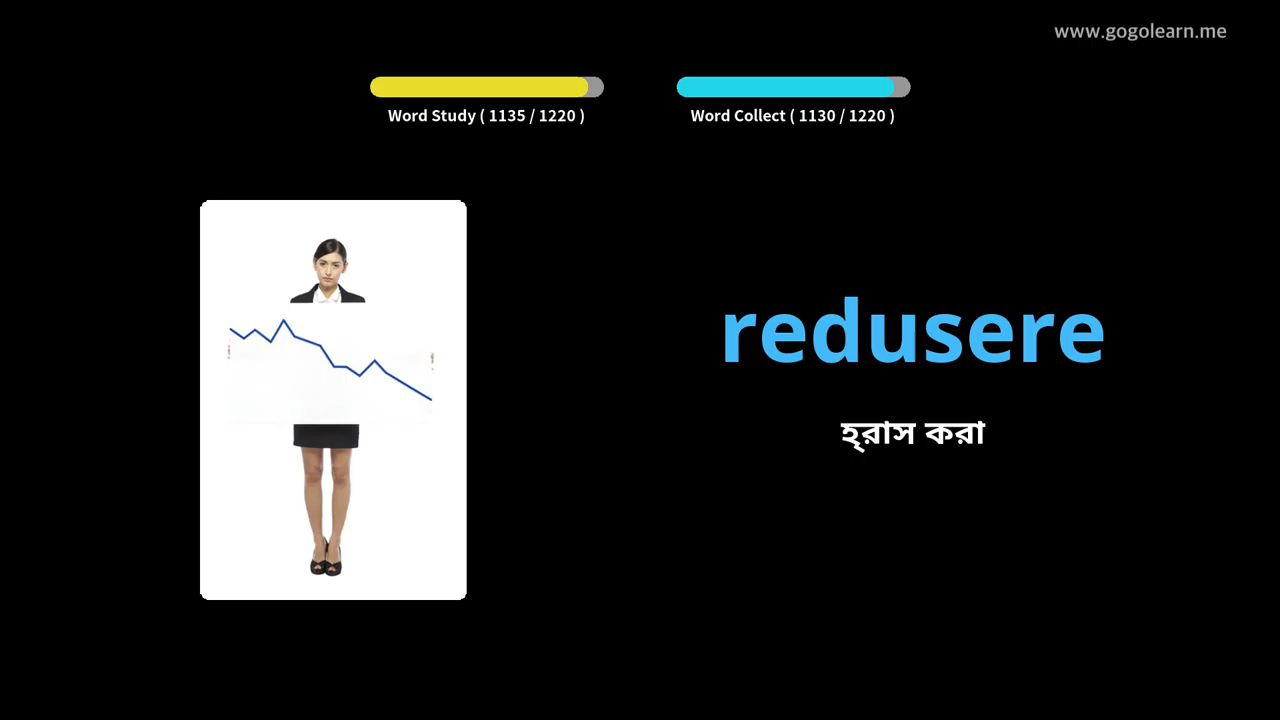 www.gogolearn.me
Word Study ( 1135 / 1220 )
Word Collect ( 1130 / 1220 )
redusere
হ্রাস করা